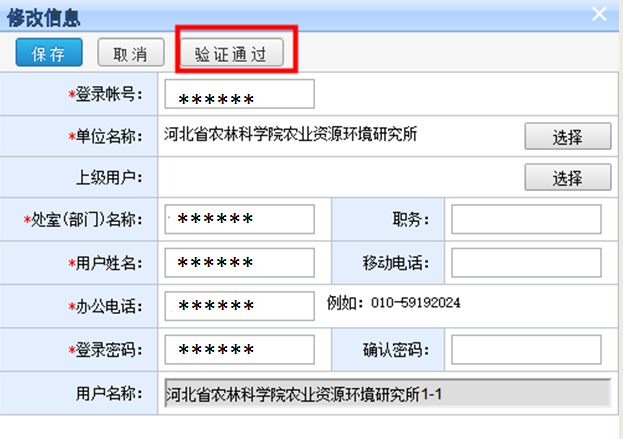 修改信息
保存 取消 验证通过
*登录帐号： ******
*单位名称： 河北省农林科学院农业资源环境研究所 选择
上级用户： 选择
*处室(部门)名称： ****** 职务：
*用户姓名： ****** 移动电话：
*办公电话： ****** 例如：010-59192024
*登录密码： ****** 确认密码：
用户名称： 河北省农林科学院农业资源环境研究所1-1